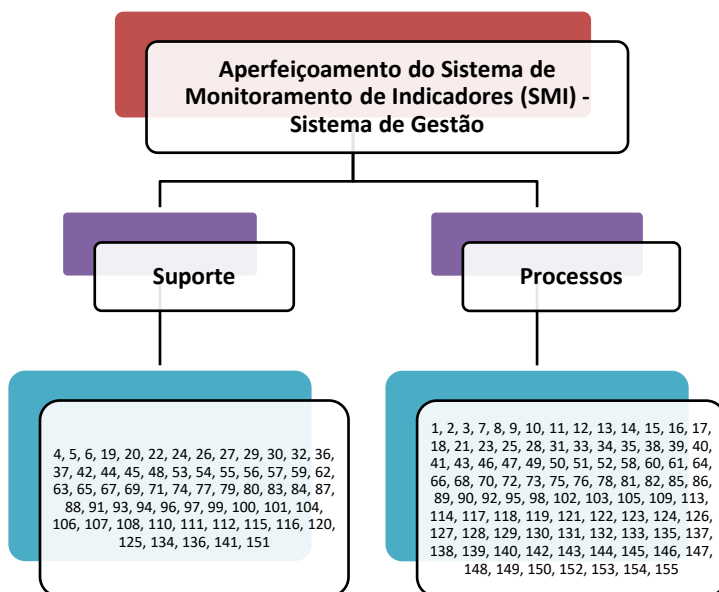 Aperfeiçoamento do Sistema de
Monitoramento de Indicadores (SMI) -
Sistema de Gestão
Suporte
Processos
4, 5, 6, 19, 20, 22, 24, 26, 27, 29, 30, 32, 36,
37, 42, 44, 45, 48, 53, 54, 55, 56, 57, 59, 62,
63, 65, 67, 69, 71, 74, 77, 79, 80, 83, 84, 87,
88, 91, 93, 94, 96, 97, 99, 100, 101, 104,
106, 107, 108, 110, 111, 112, 115, 116, 120,
125, 134, 136, 141, 151
1, 2, 3, 7, 8, 9, 10, 11, 12, 13, 14, 15, 16, 17,
18, 21, 23, 25, 28, 31, 33, 34, 35, 38, 39, 40,
41, 43, 46, 47, 49, 50, 51, 52, 58, 60, 61, 64,
66, 68, 70, 72, 73, 75, 76, 78, 81, 82, 85, 86,
89, 90, 92, 95, 98, 102, 103, 105, 109, 113,
114, 117, 118, 119, 121, 122, 123, 124, 126,
127, 128, 129, 130, 131, 132, 133, 135, 137,
138, 139, 140, 142, 143, 144, 145, 146, 147,
148, 149, 150, 152, 153, 154, 155